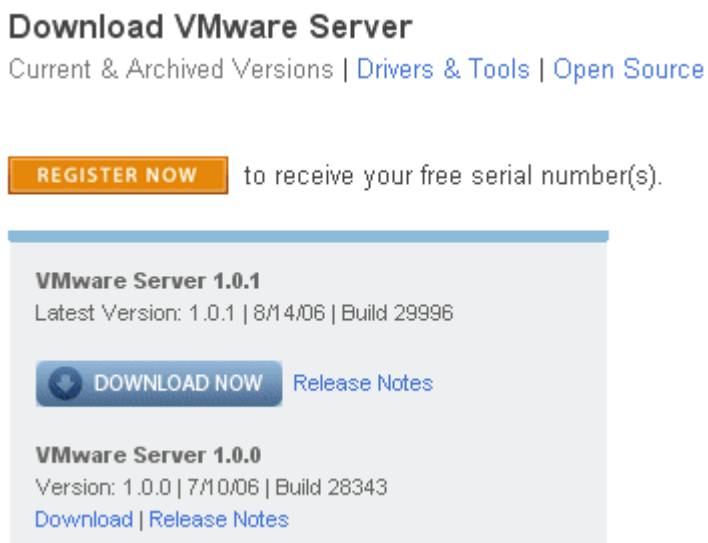 Download VMware Server
Current & Archived Versions | Drivers & Tools | Open Source
REGISTER NOW to receive your free serial number(s).
VMware Server 1.0.1
Latest Version: 1.0.1 | 8/14/06 | Build 29996
DOWNLOAD NOW Release Notes
VMware Server 1.0.0
Version: 1.0.0 | 7/10/06 | Build 28343
Download | Release Notes